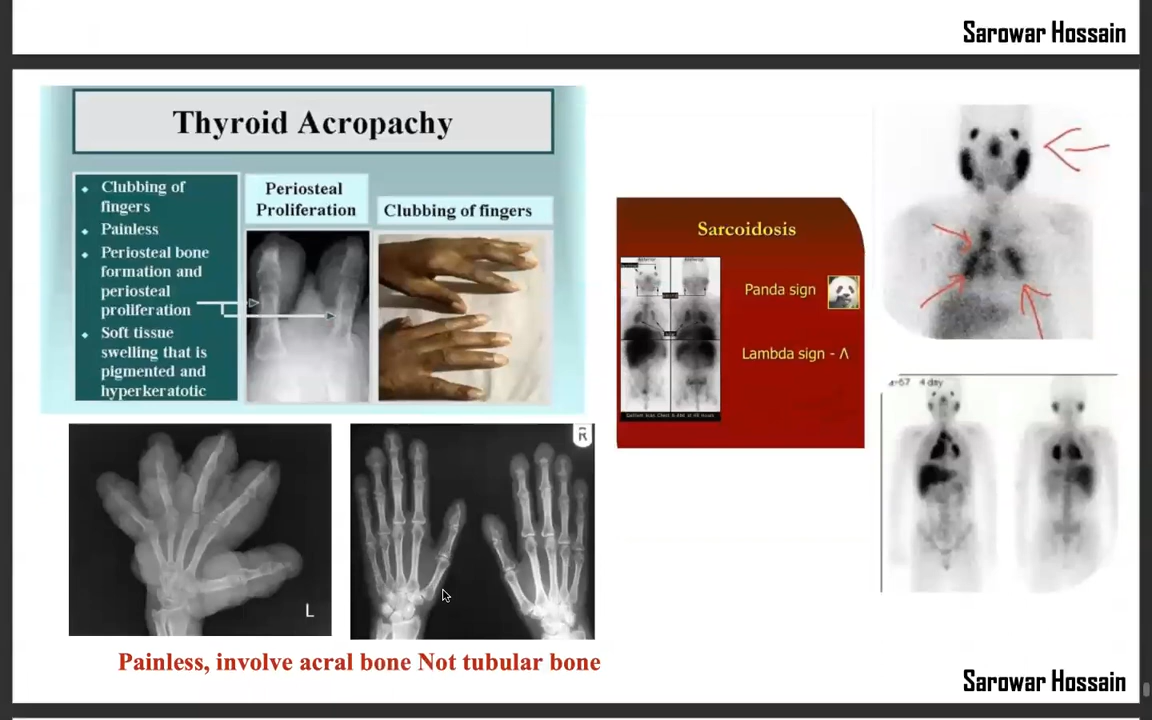 Sarowar Hossain
Thyroid Acropachy
Clubbing of
fingers
Painless
Periosteal bone
formation and
periosteal
proliferation
Soft tissue
swelling that is
pigmented and
hyperkeratotic
Periosteal
Proliferation
Clubbing of fingers
L
R
Painless, involve acral bone Not tubular bone
Sarcoidosis
Panda sign
Lambda sign - Λ
4 day
Sarowar Hossain